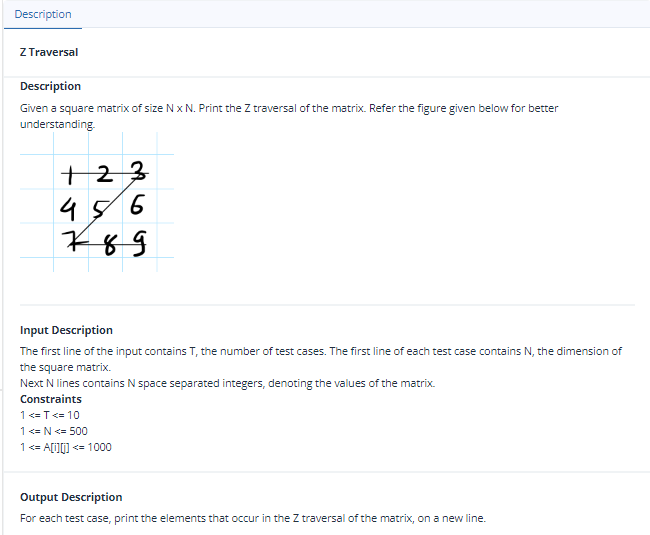 Description
Z Traversal
Description
Given a square matrix of size N x N. Print the Z traversal of the matrix. Refer the figure given below for better
understanding.
1 2 3
4 5 6
7 8 9
Input Description
The first line of the input contains T, the number of test cases. The first line of each test case contains N, the dimension of
the square matrix.
Next N lines contains N space separated integers, denoting the values of the matrix.
Constraints
1 <= T <= 10
1 <= N <= 500
1 <= A[i][j] <= 1000
Output Description
For each test case, print the elements that occur in the Z traversal of the matrix, on a new line.